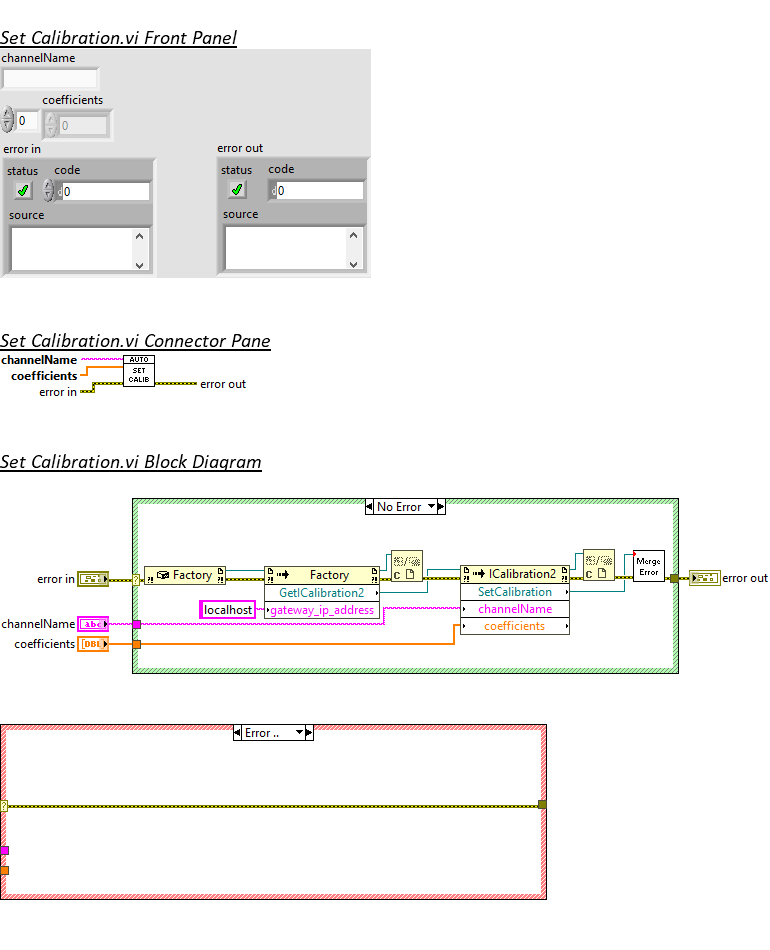 Set Calibration.vi Front Panel
channelName
coefficients
0
0
error in
error out
status
code
status
code
0
0
source
source
Set Calibration.vi Connector Pane
channelName
coefficients
error in
AUTO
SET
CALIB
error out
Set Calibration.vi Block Diagram
No Error
error in
?
Factory
Factory
GetICalibration2
localhost
gateway_ip_address
C
ICalibration2
SetCalibration
channelName
coefficients
C
Merge
Error
error out
channelName
abc
coefficients
[DBL]
Error ..
?